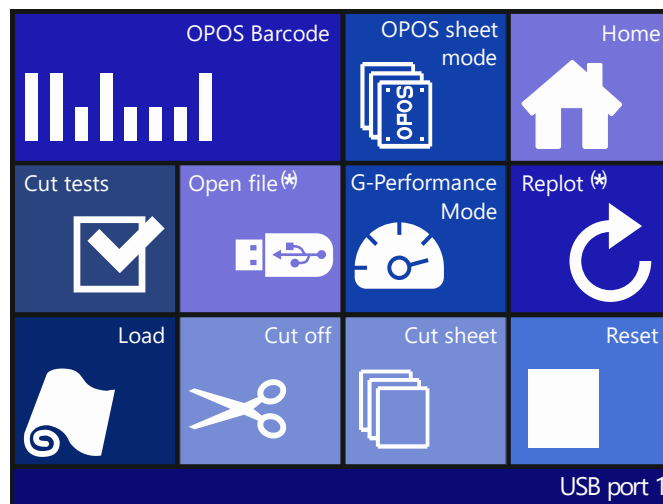 OPOS Barcode
OPOS sheet
mode
OPOS
Home
Cut tests
Open file(*)
G-Performance
Mode
Replot (*)
Load
Cut off
Cut sheet
Reset
USB port 1